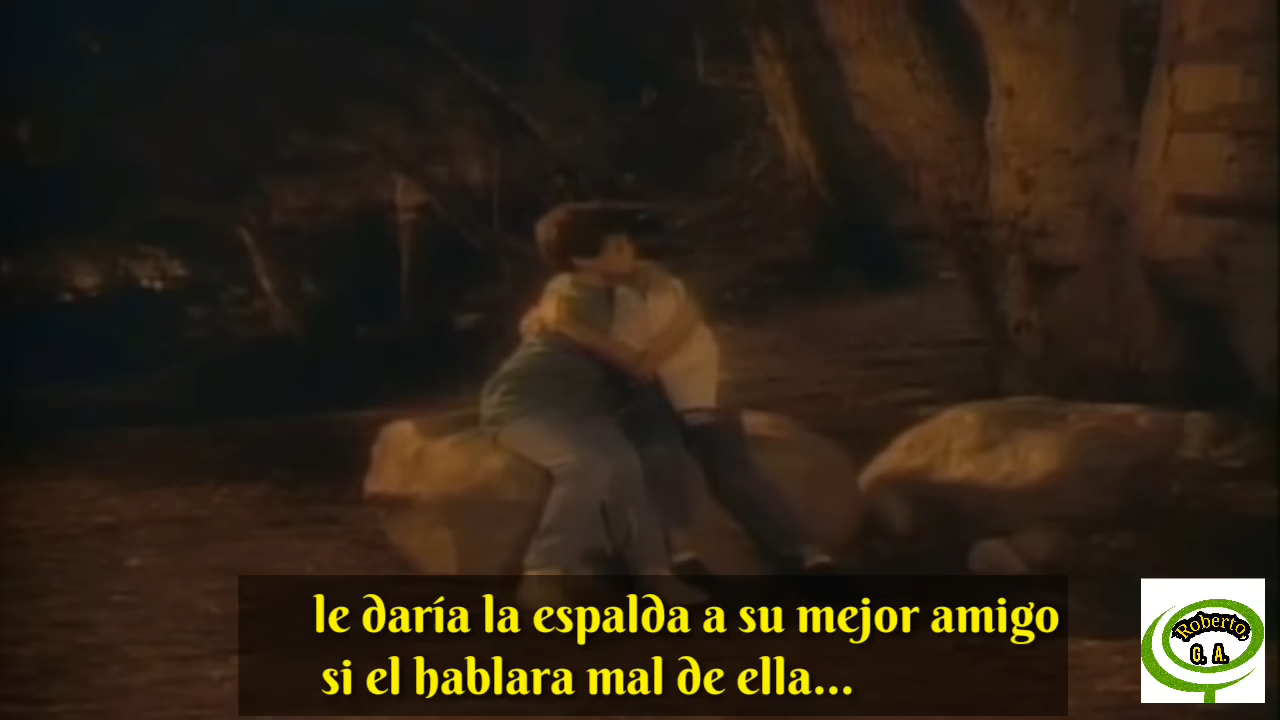 le daría la espalda a su mejor amigo
si el hablara mal de ella...
Roberto,
G. A.